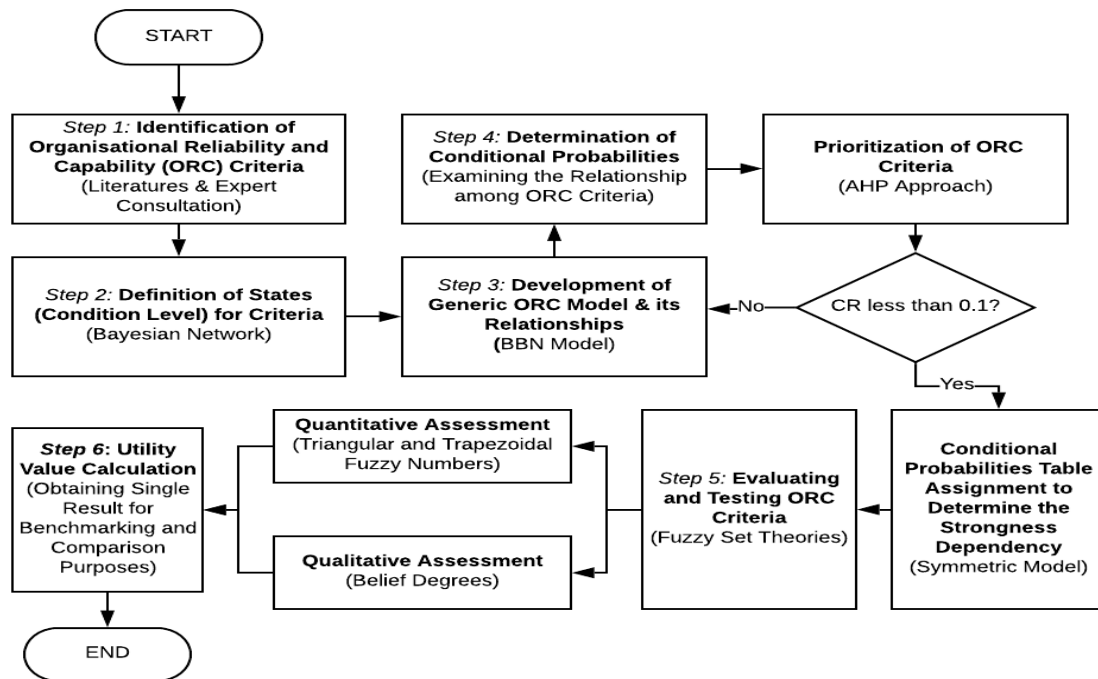 START
Step 1: Identification of
Organisational Reliability and
Capability (ORC) Criteria
(Literatures & Expert
Consultation)
Step 2: Definition of States
(Condition Level) for Criteria
(Bayesian Network)
Step 3: Development of
Generic ORC Model & its
Relationships
(BBN Model)
Step 4: Determination of
Conditional Probabilities
(Examining the Relationship
among ORC Criteria)
Prioritization of ORC
Criteria
(AHP Approach)
CR less than 0.1?
No
Yes
Conditional
Probabilities Table
Assignment to
Determine the
Strongness
Dependency
(Symmetric Model)
Step 5: Evaluating
and Testing ORC
Criteria
(Fuzzy Set Theories)
Quantitative Assessment
(Triangular and Trapezoidal
Fuzzy Numbers)
Qualitative Assessment
(Belief Degrees)
Step 6: Utility
Value Calculation
(Obtaining Single
Result for
Benchmarking and
Comparison
Purposes)
END